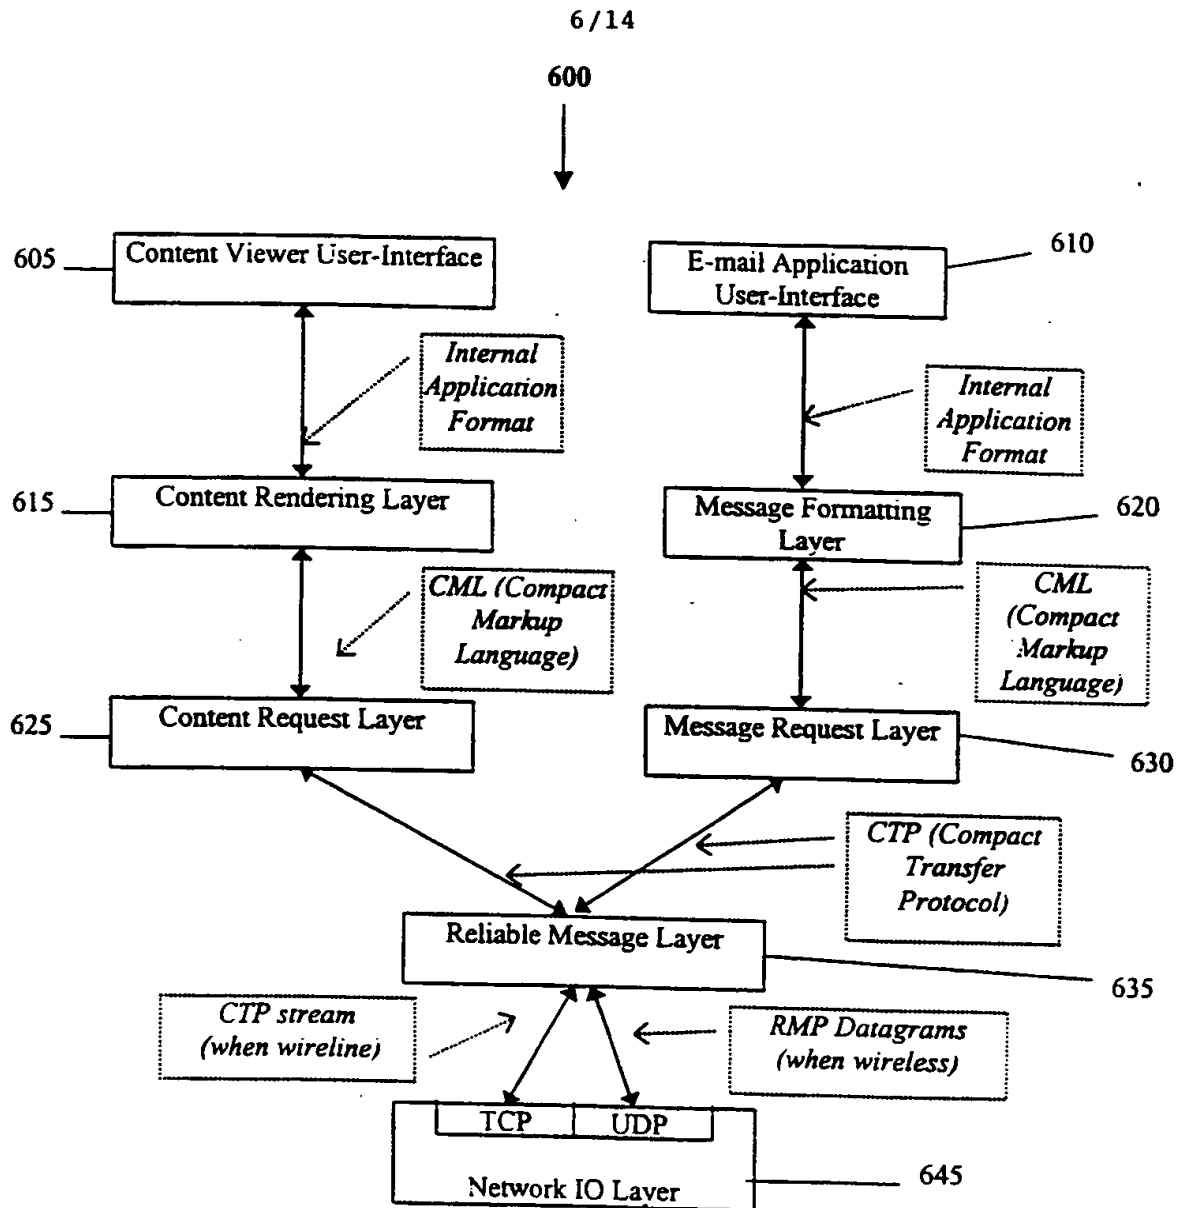 6/14
600
605
Content Viewer User-Interface
E-mail Application
User-Interface
610
Internal
Application
Format
Internal
Application
Format
615
Content Rendering Layer
Message Formatting
Layer
620
CML (Compact
Markup
Language)
CML
(Compact
Markup
Language)
625
Content Request Layer
Message Request Layer
630
CTP (Compact
Transfer
Protocol)
Reliable Message Layer
635
CTP stream
(when wireline)
RMP Datagrams
(when wireless)
TCP
UDP
Network IO Layer
645